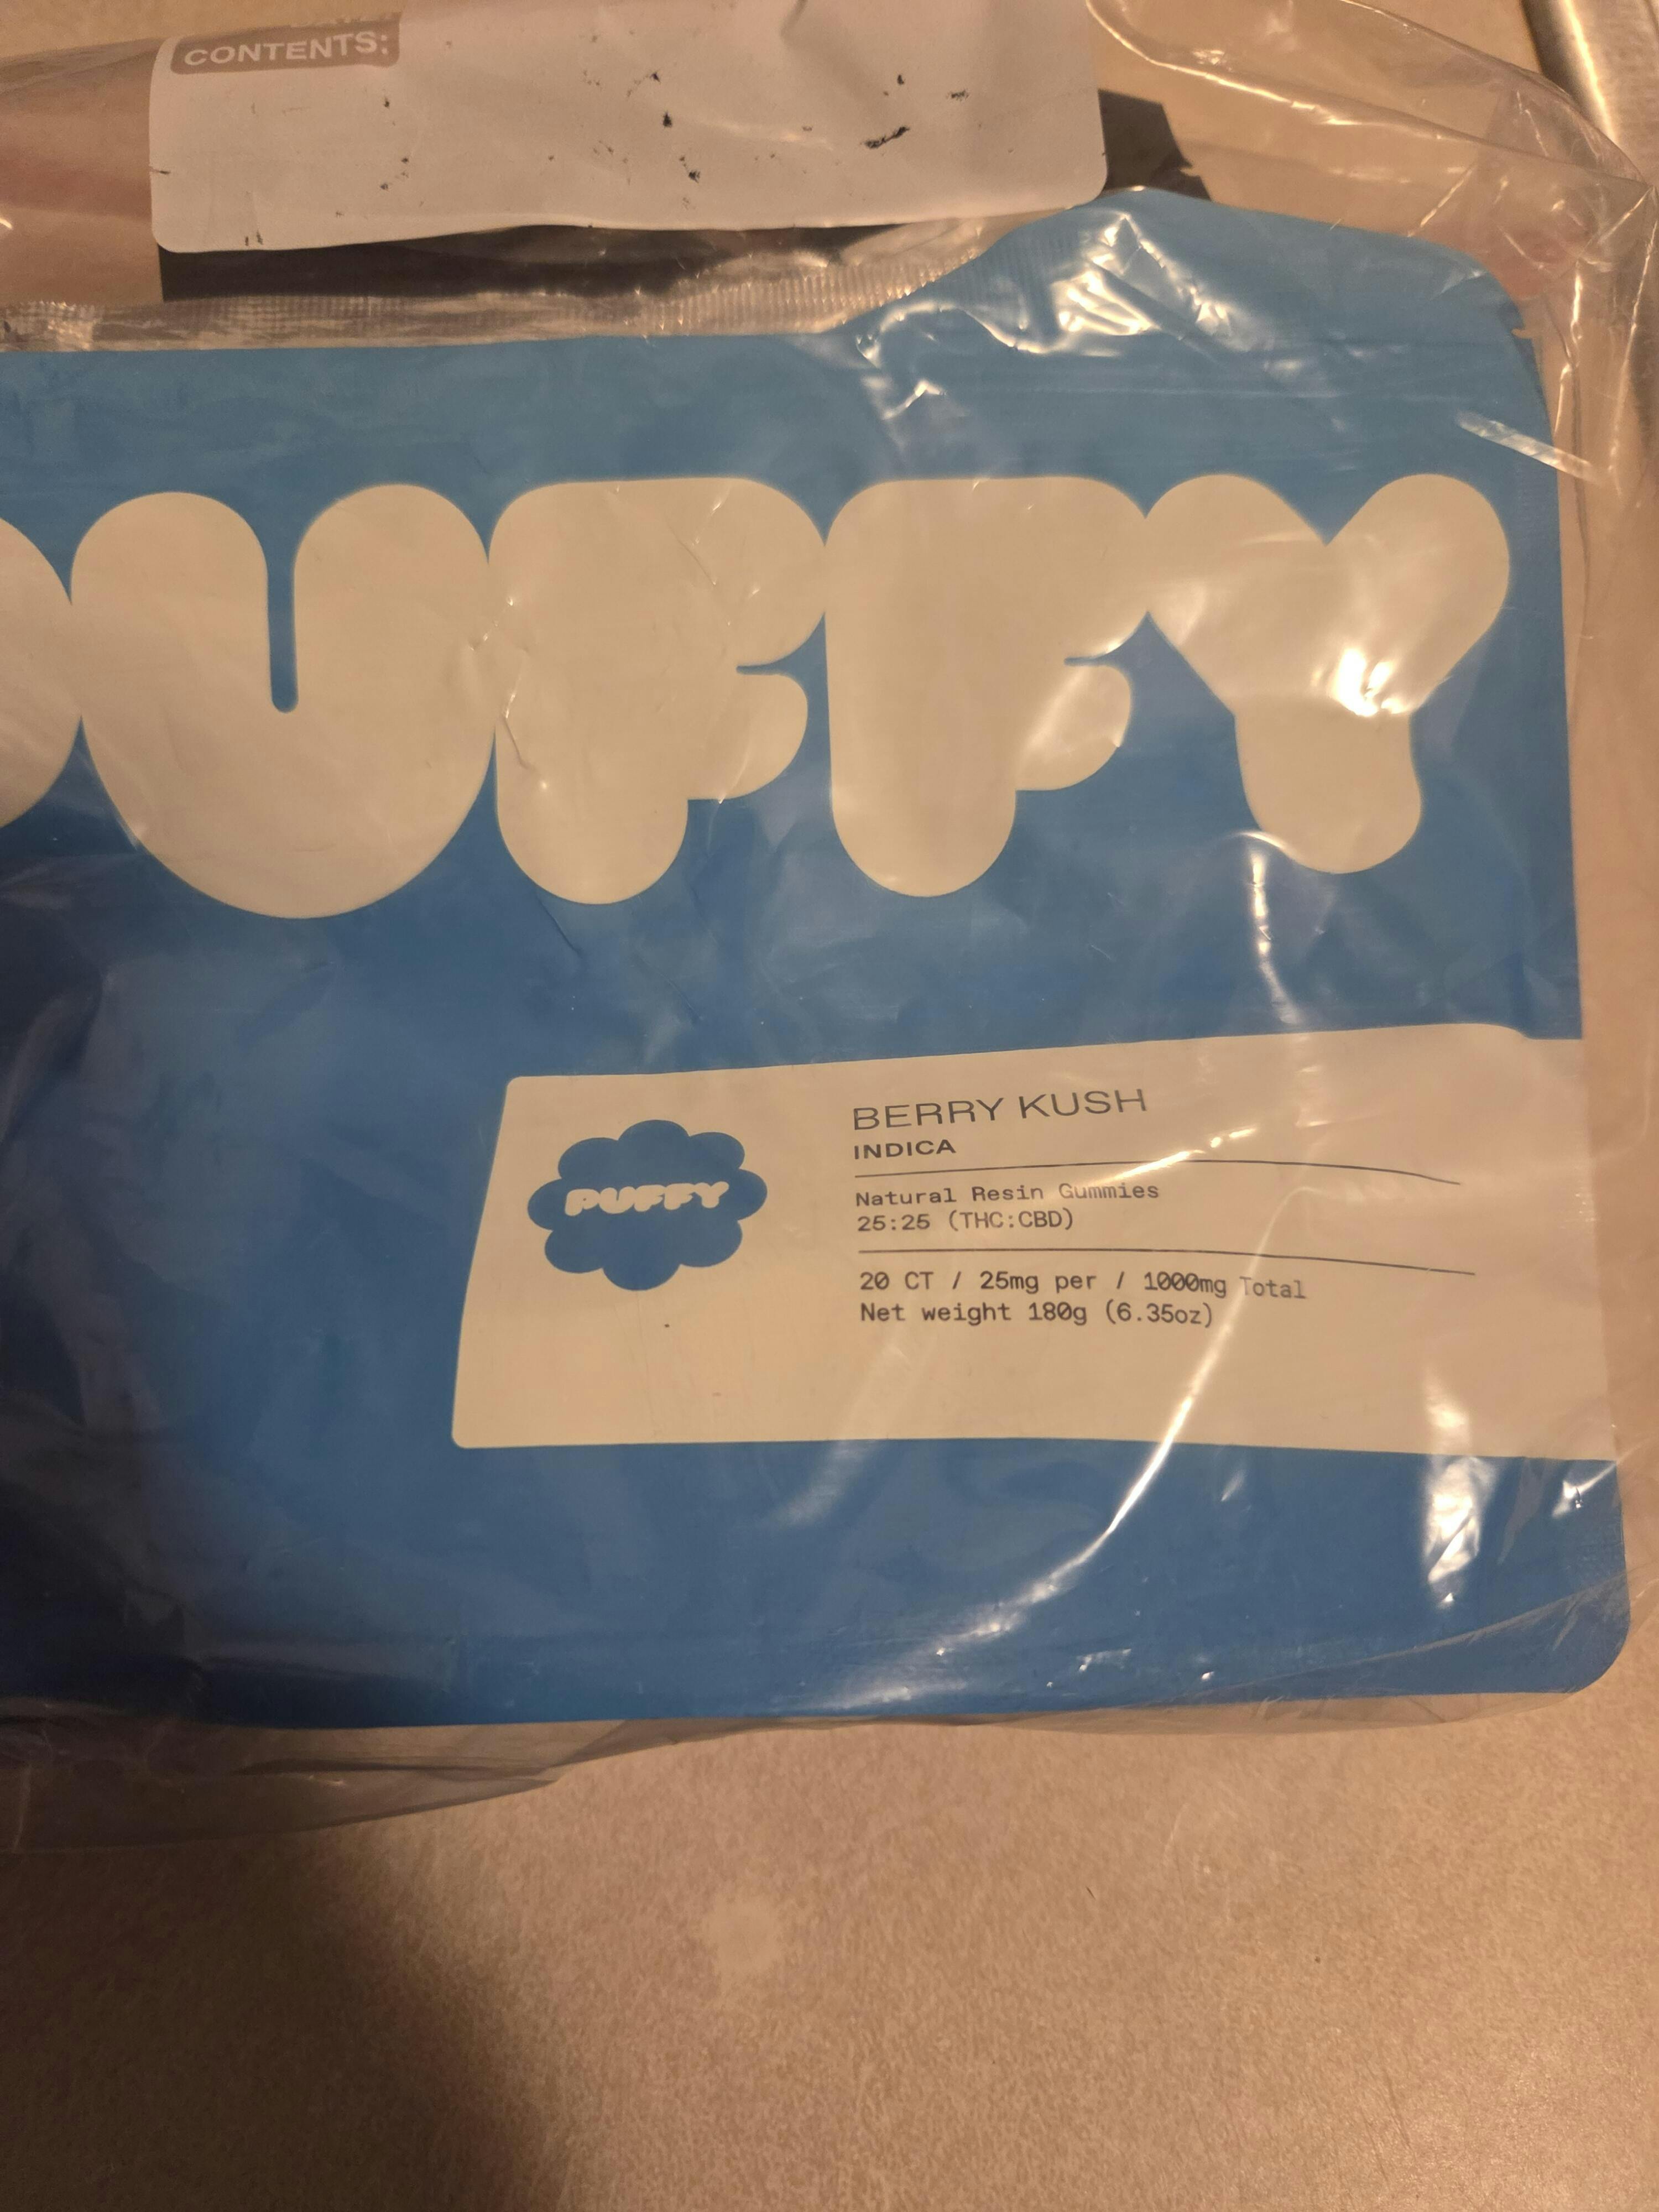 CONTENTS:
UFFY
PUFFY
BERRY KUSH
INDICA
Natural Resin Gummies
25:25 (THC:CBD)
20 CT / 25mg per / 1000mg Total
Net weight 180g (6.35oz)